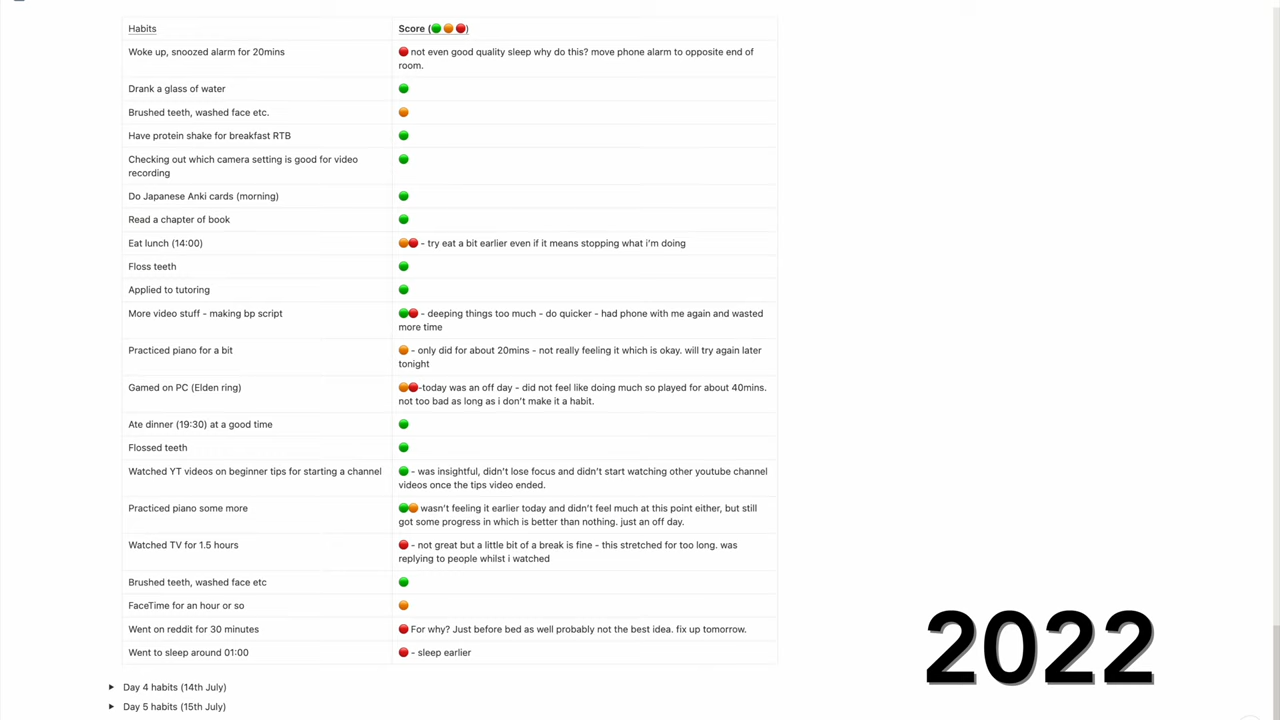 Habits
Score (🟢🟠🔴)
Woke up, snoozed alarm for 20mins
🔴 not even good quality sleep why do this? move phone alarm to opposite end of
room.
Drank a glass of water
🟢
Brushed teeth, washed face etc.
🟠
Have protein shake for breakfast RTB
🟢
Checking out which camera setting is good for video
recording
🟢
Do Japanese Anki cards (morning)
🟢
Read a chapter of book
🟢
Eat lunch (14:00)
🟠🔴 - try eat a bit earlier even if it means stopping what i'm doing
Floss teeth
🟢
Applied to tutoring
🟢
More video stuff - making bp script
🟢🔴 - deeping things too much - do quicker - had phone with me again and wasted
more time
Practiced piano for a bit
🟠 - only did for about 20mins - not really feeling it which is okay. will try again later
tonight
Gamed on PC (Elden ring)
🟠🔴-today was an off day - did not feel like doing much so played for about 40mins.
not too bad as long as i don't make it a habit.
Ate dinner (19:30) at a good time
🟢
Flossed teeth
🟢
Watched YT videos on beginner tips for starting a channel
🟢 - was insightful, didn't lose focus and didn't start watching other youtube channel
videos once the tips video ended.
Practiced piano some more
🟢🟠 wasn't feeling it earlier today and didn't feel much at this point either, but still
got some progress in which is better than nothing. just an off day.
Watched TV for 1.5 hours
🔴 - not great but a little bit of a break is fine - this stretched for too long. was
replying to people whilst i watched
Brushed teeth, washed face etc
🟢
FaceTime for an hour or so
🟠
Went on reddit for 30 minutes
🔴 For why? Just before bed as well probably not the best idea. fix up tomorrow.
Went to sleep around 01:00
🔴 - sleep earlier
Day 4 habits (14th July)
Day 5 habits (15th July)
2022